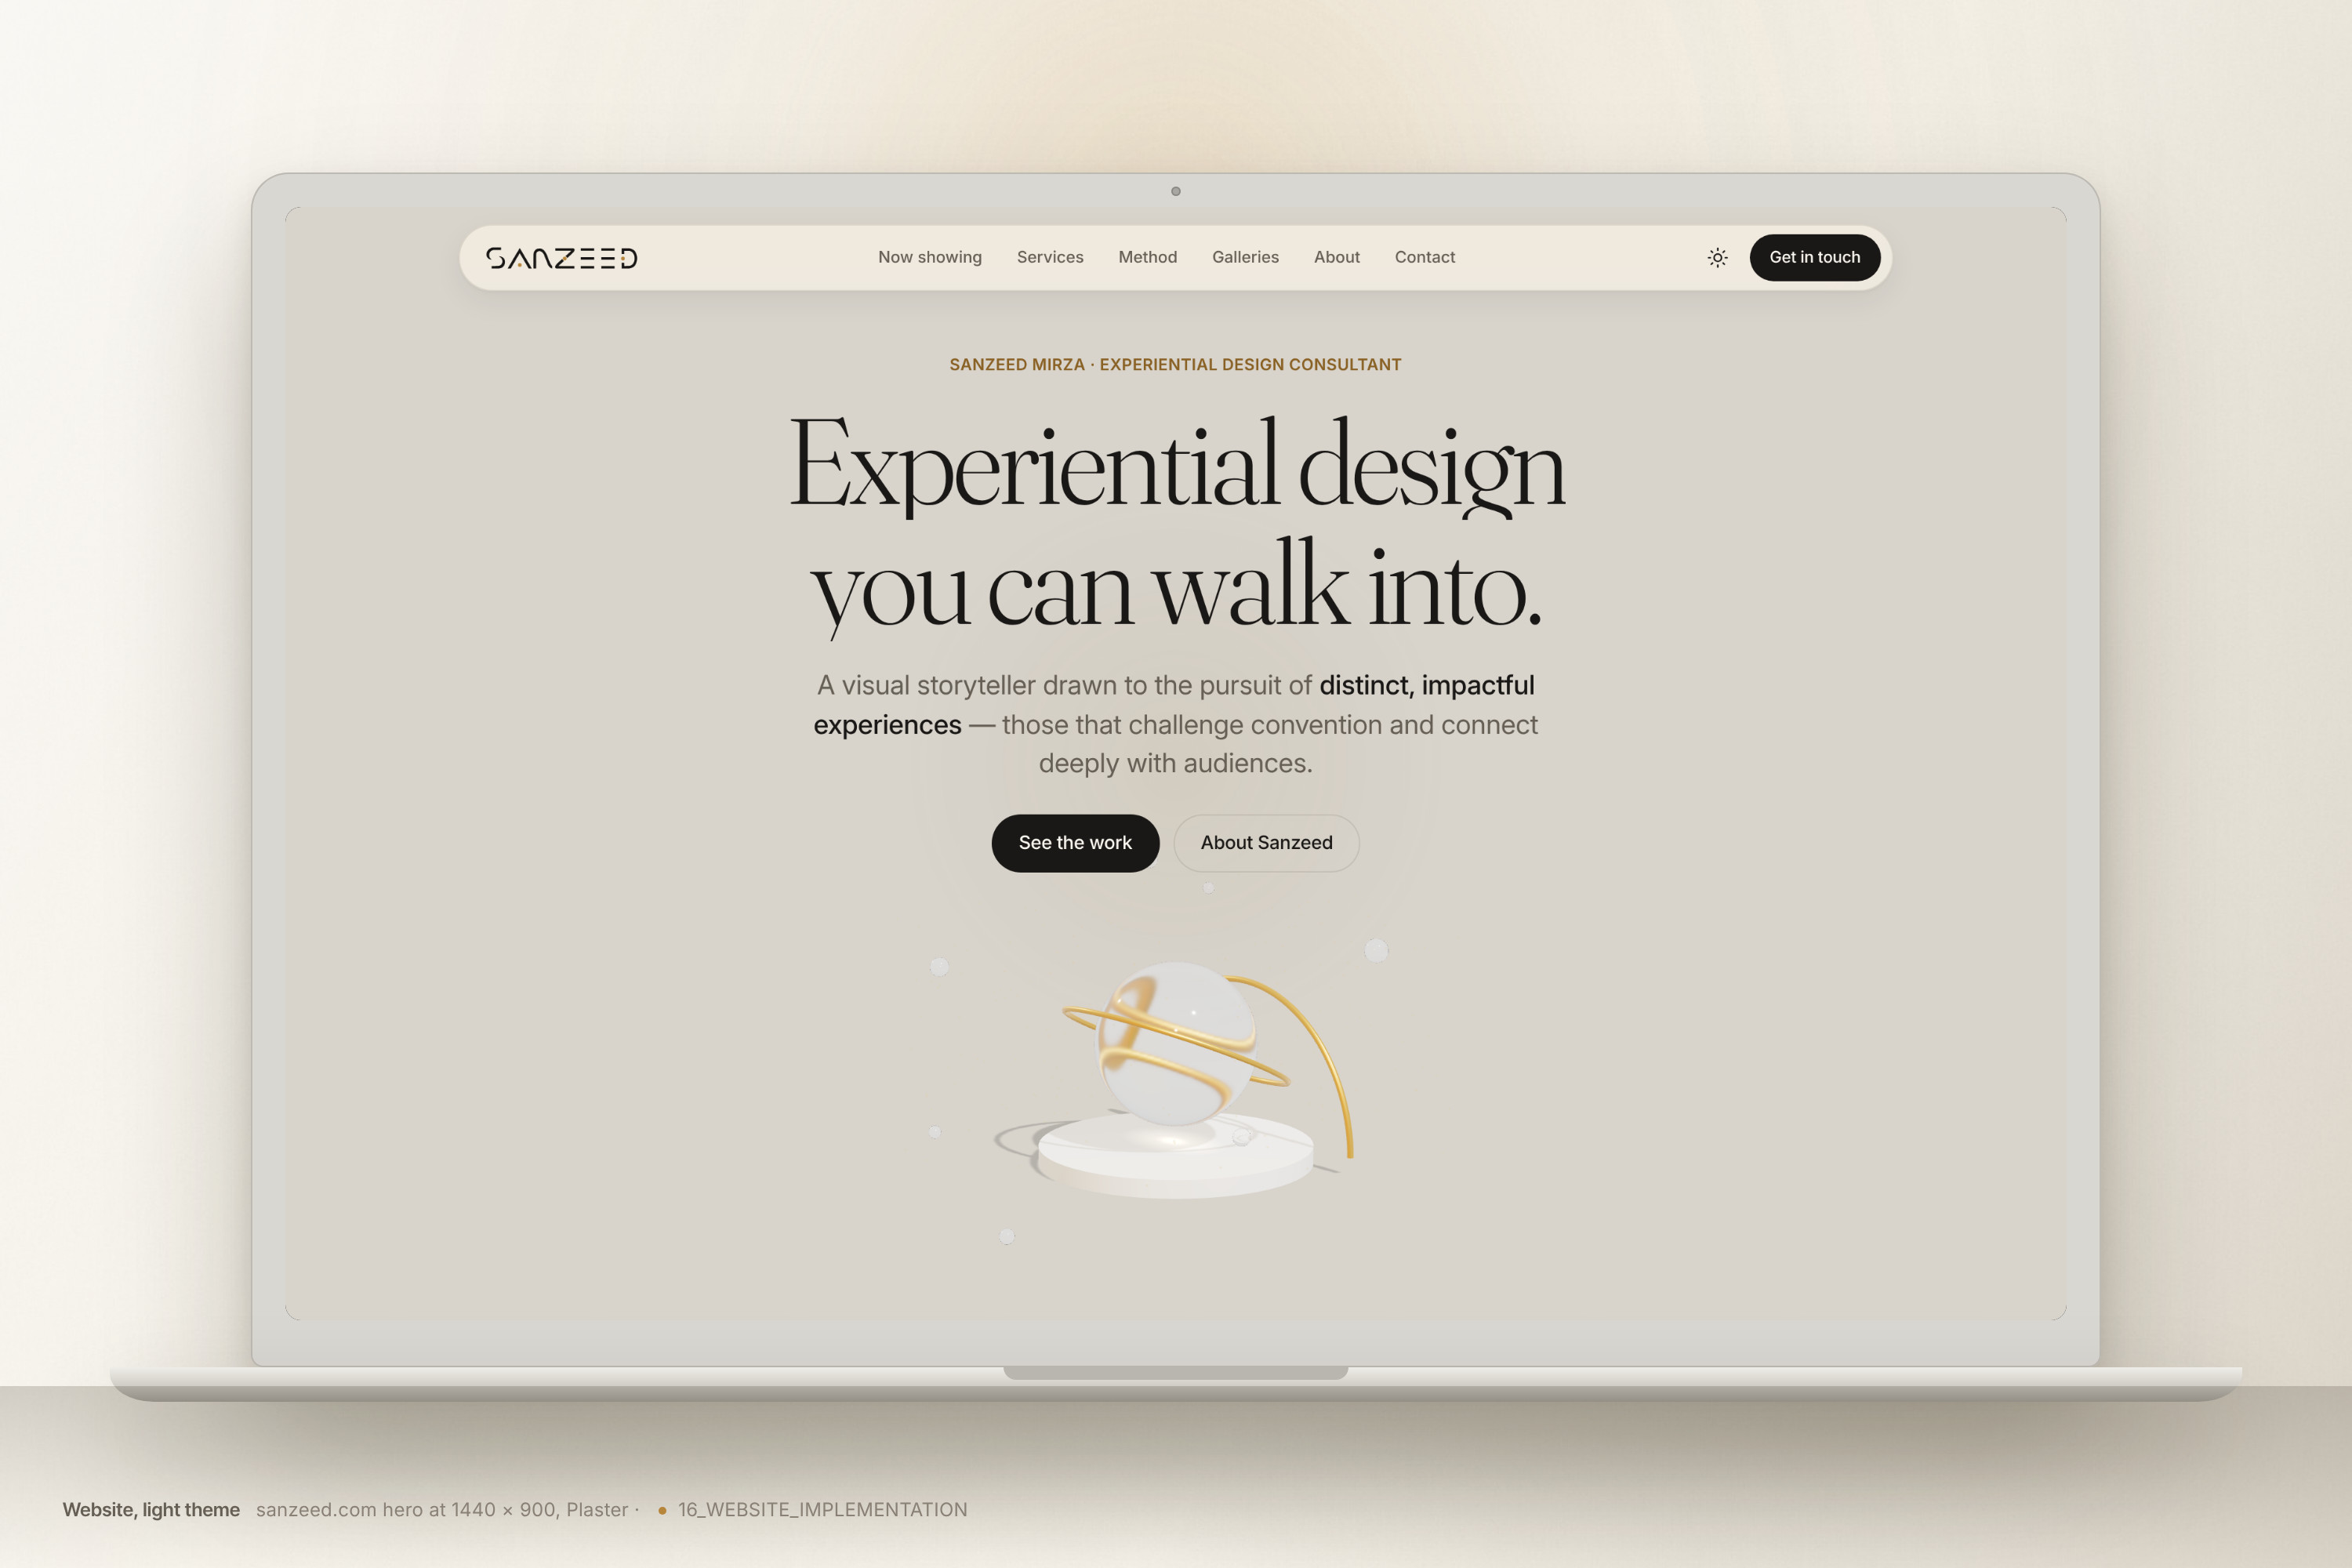 SANZEED
Now showing Services Method Galleries About Contact
Get in touch
SANZEED MIRZA · EXPERIENTIAL DESIGN CONSULTANT
Experiential design
you can walk into.
A visual storyteller drawn to the pursuit of distinct, impactful
experiences — those that challenge convention and connect
deeply with audiences.
See the work About Sanzeed
Website, light theme sanzeed.com hero at 1440 × 900, Plaster · • 16_WEBSITE_IMPLEMENTATION